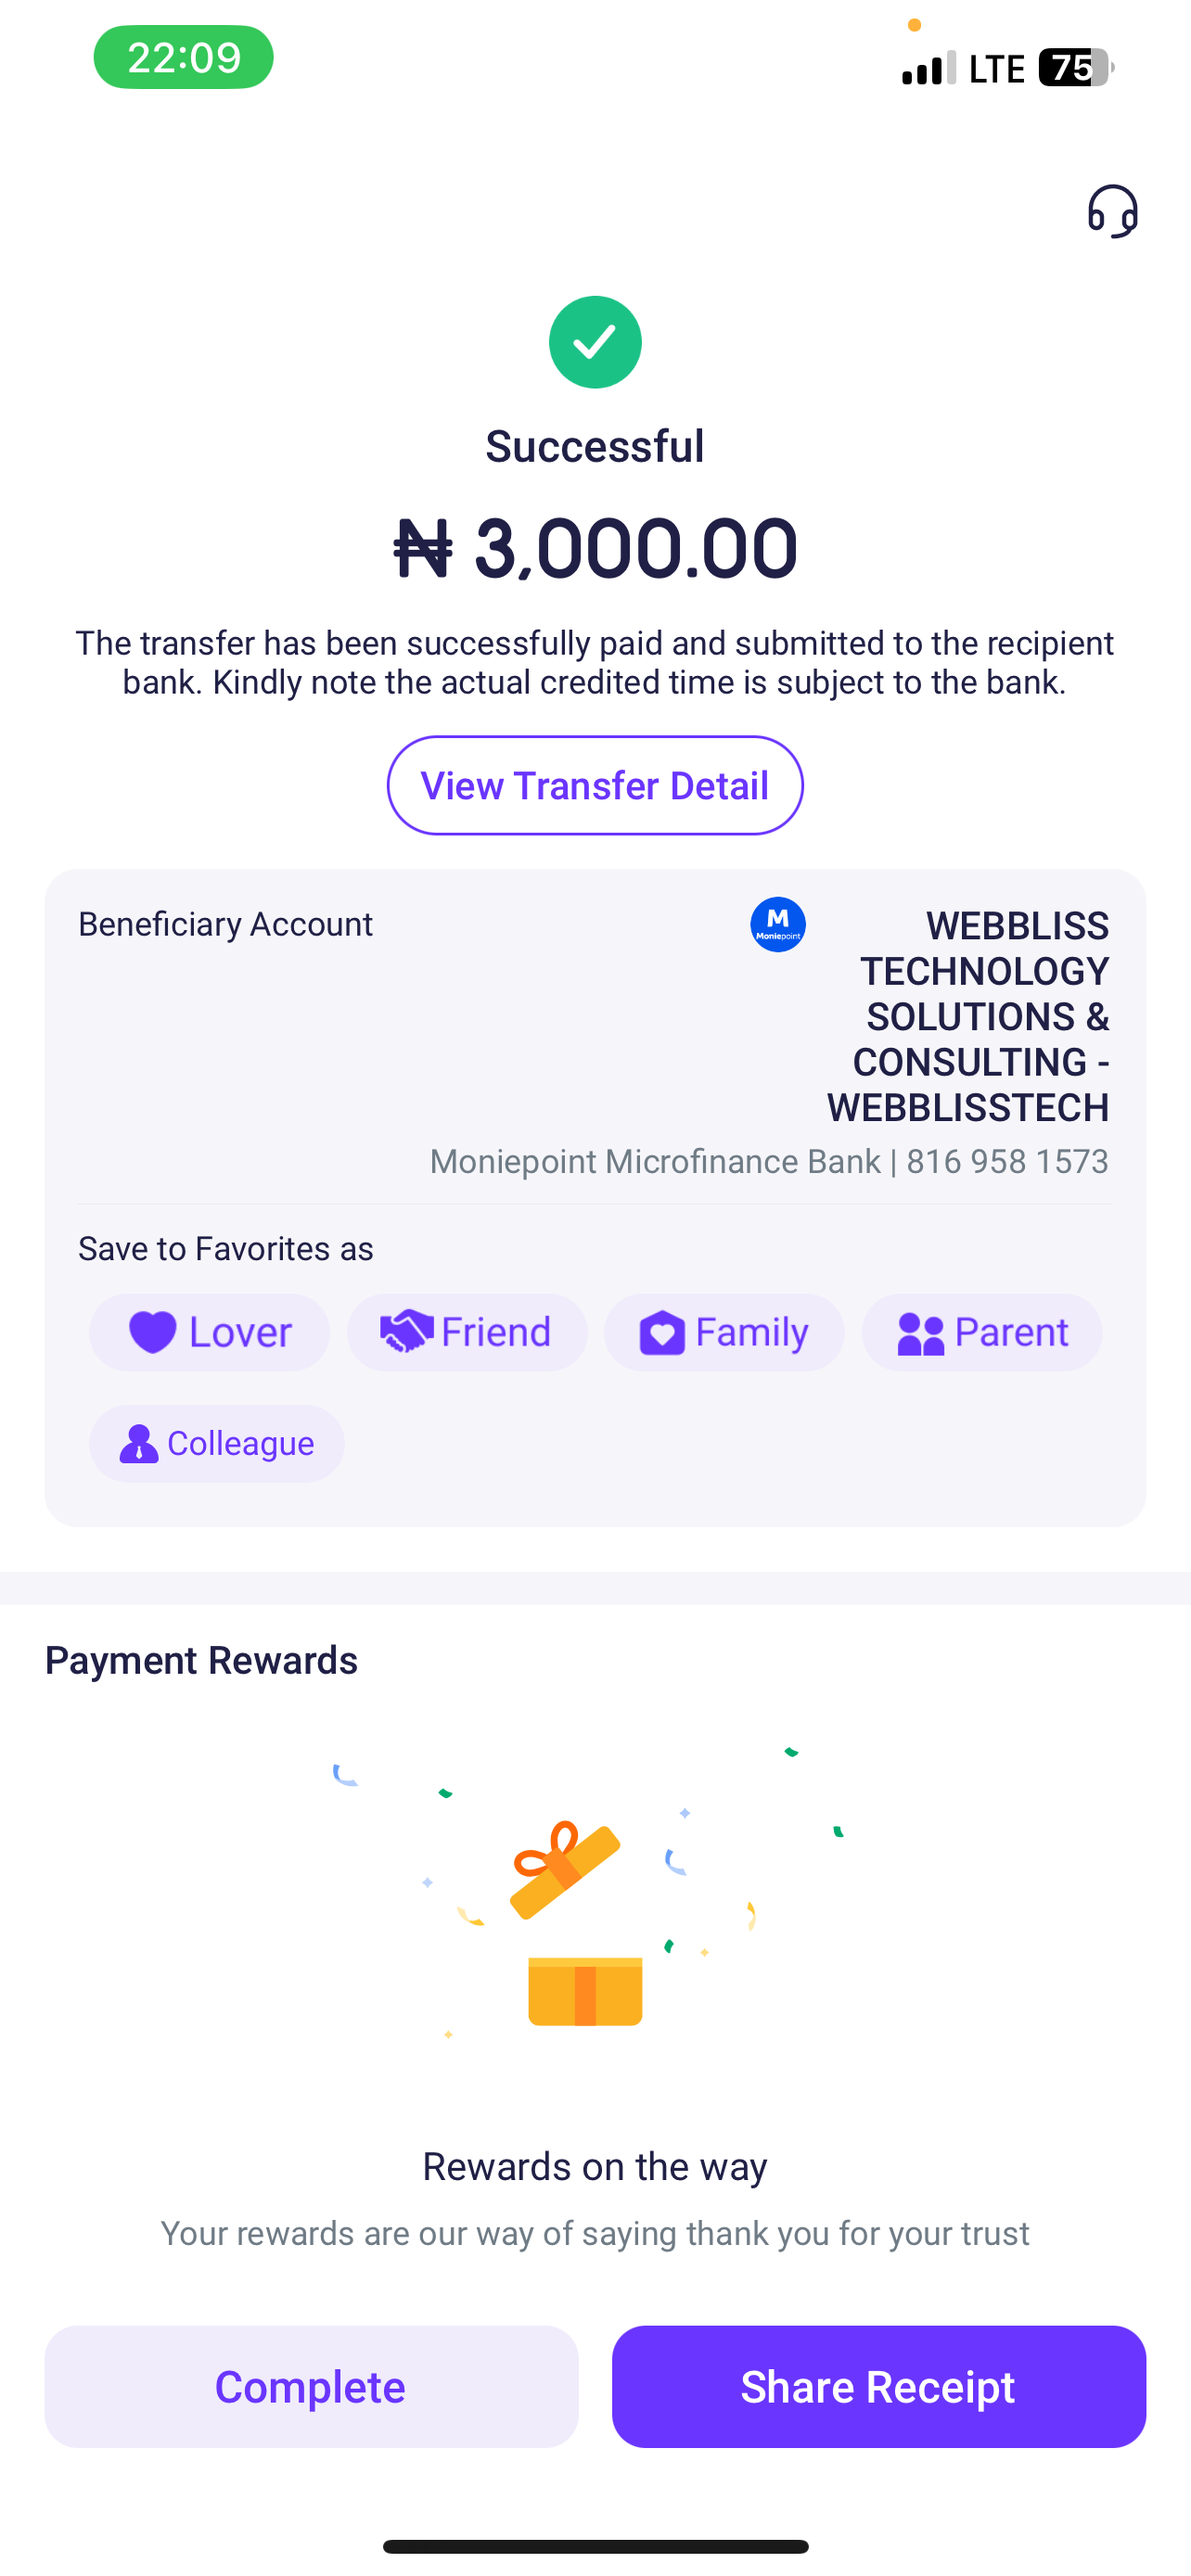 22:09
LTE 75
Successful
₦ 3,000.00
The transfer has been successfully paid and submitted to the recipient
bank. Kindly note the actual credited time is subject to the bank.
View Transfer Detail
Beneficiary Account
M
Moniepoint
WEBBLISS
TECHNOLOGY
SOLUTIONS &
CONSULTING -
WEBBLISSTECH
Moniepoint Microfinance Bank | 816 958 1573
Save to Favorites as
Lover Friend Family Parent
Colleague
Payment Rewards
Rewards on the way
Your rewards are our way of saying thank you for your trust
Complete Share Receipt